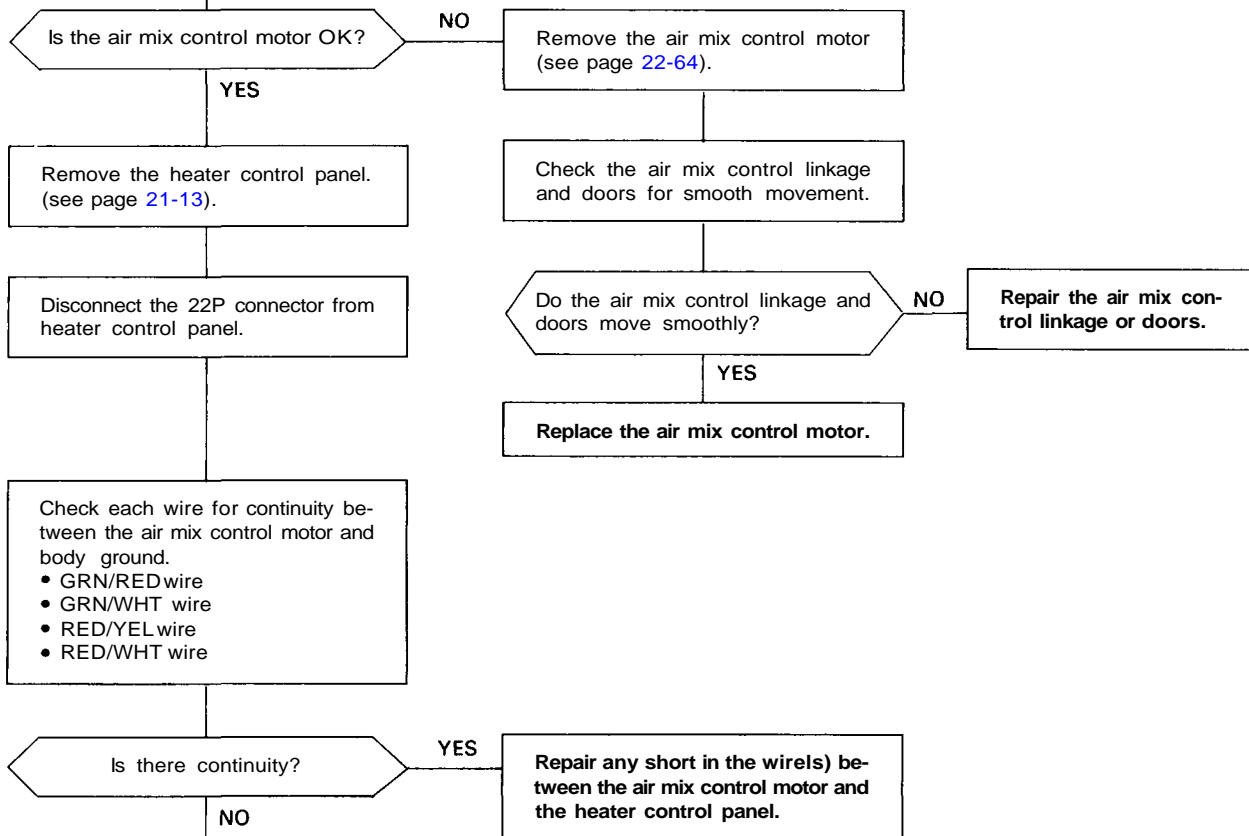 Is the air mix control motor OK?
NO
YES
Remove the air mix control motor
(see page 22-64).
Remove the heater control panel.
(see page 21-13).
Check the air mix control linkage
and doors for smooth movement.
Disconnect the 22P connector from
heater control panel.
Do the air mix control linkage and
doors move smoothly?
NO
YES
Repair the air mix con-
trol linkage or doors.
Replace the air mix control motor.
Check each wire for continuity be-
tween the air mix control motor and
body ground.
• GRN/RED wire
• GRN/WHT wire
• RED/YEL wire
• RED/WHT wire
Is there continuity?
YES
NO
Repair any short in the wirels) be-
tween the air mix control motor and
the heater control panel.